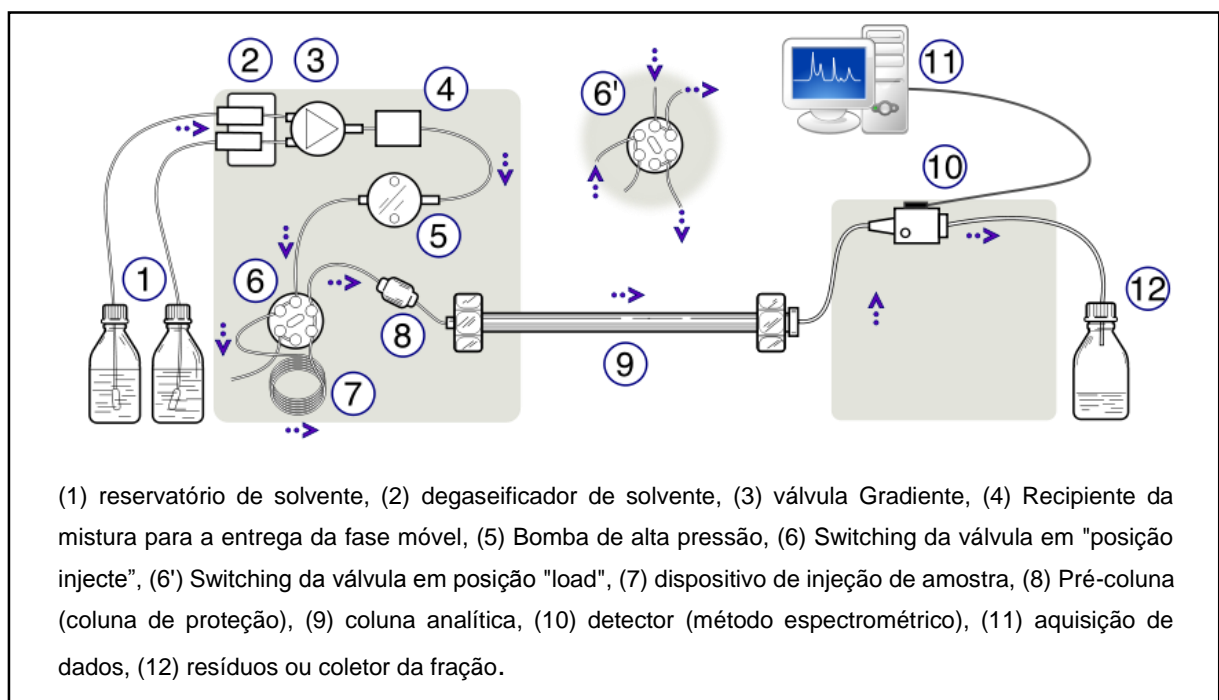 2
3
4
6'
11
10
5
1
6
12
8
9
7
(1) reservatório de solvente, (2) degaseificador de solvente, (3) válvula Gradiente, (4) Recipiente da
mistura para a entrega da fase móvel, (5) Bomba de alta pressão, (6) Switching da válvula em "posição
injecte”, (6') Switching da válvula em posição "load", (7) dispositivo de injeção de amostra, (8) Pré-coluna
(coluna de proteção), (9) coluna analítica, (10) detector (método espectrométrico), (11) aquisição de
dados, (12) resíduos ou coletor da fração.